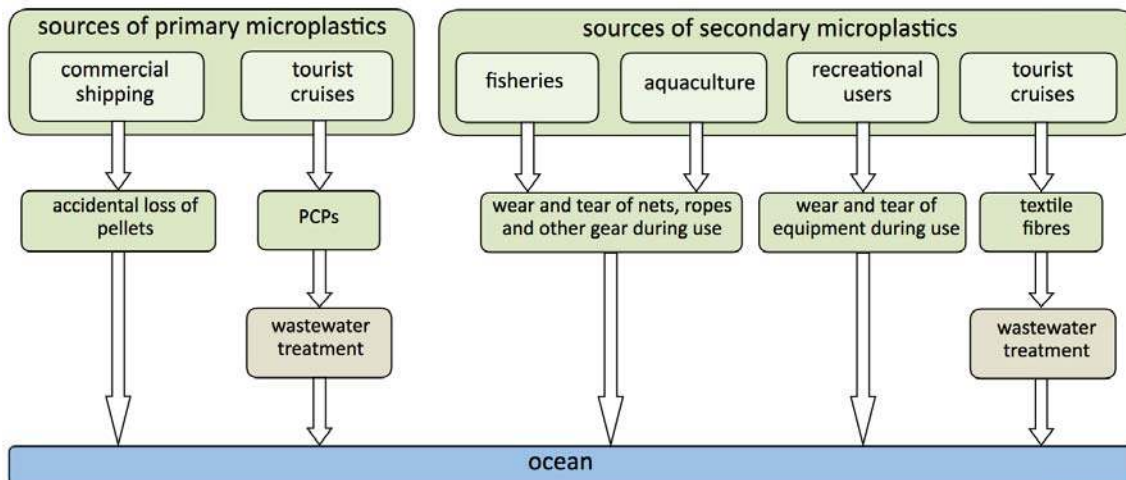 sources of primary microplastics
commercial
shipping
tourist
cruises
accidental loss of
pellets
PCPs
wastewater
treatment
sources of secondary microplastics
fisheries
aquaculture
recreational
users
tourist
cruises
wear and tear of nets, ropes
and other gear during use
wear and tear of
equipment during use
textile
fibres
wastewater
treatment
ocean